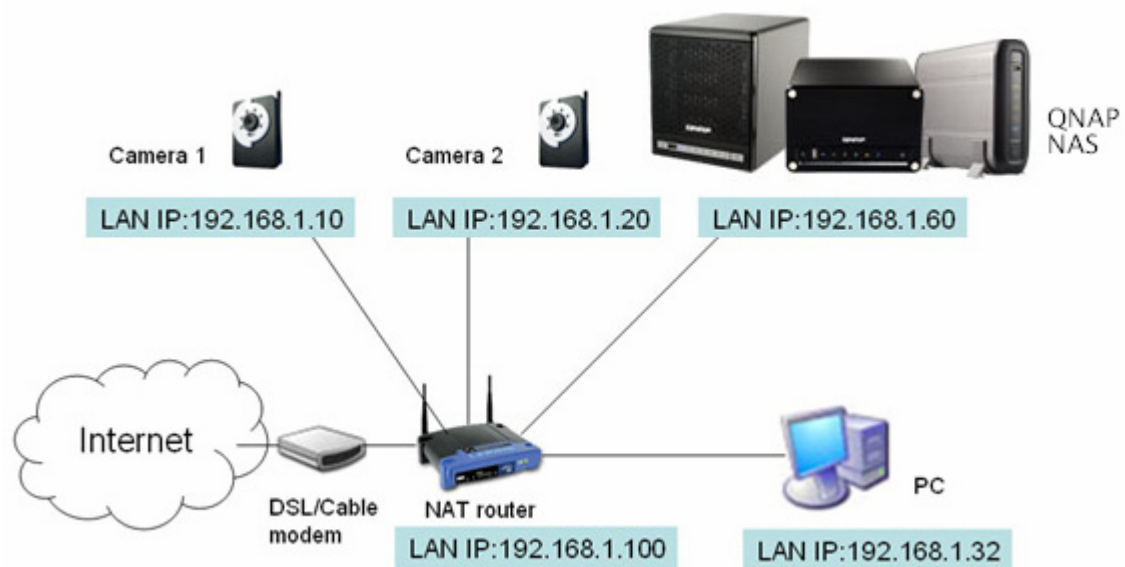 Camera 1
Camera 2
QNAP
NAS
LAN IP:192.168.1.10
LAN IP:192.168.1.20
LAN IP:192.168.1.60
Internet
DSL/Cable
modem
NAT router
PC
LAN IP:192.168.1.100
LAN IP:192.168.1.32